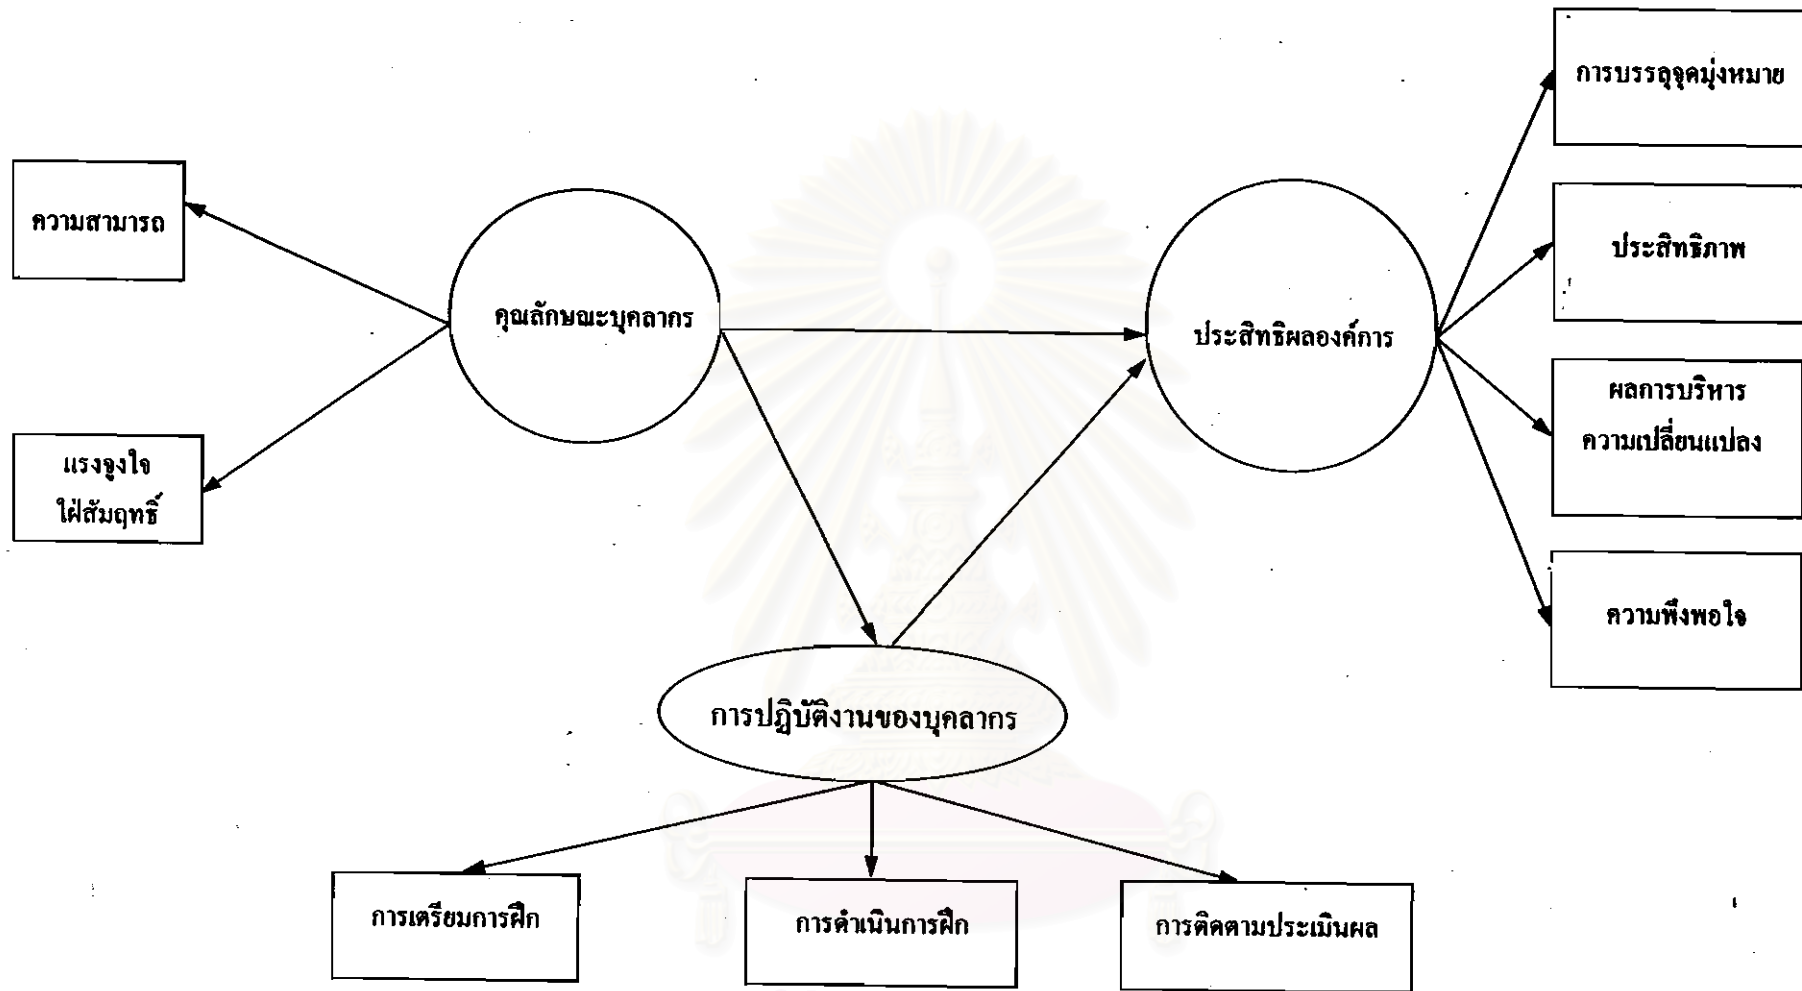 การบรรลุจุดมุ่งหมาย
ความสามารถ
ประสิทธิภาพ
คุณลักษณะบุคลากร
ประสิทธิผลองค์การ
ผลการบริหาร
ความเปลี่ยนแปลง
แรงจูงใจ
ใฝ่สัมฤทธิ์
ความพึงพอใจ
การปฏิบัติงานของบุคลากร
การเตรียมการฝึก
การดำเนินการฝึก
การติดตามประเมินผล